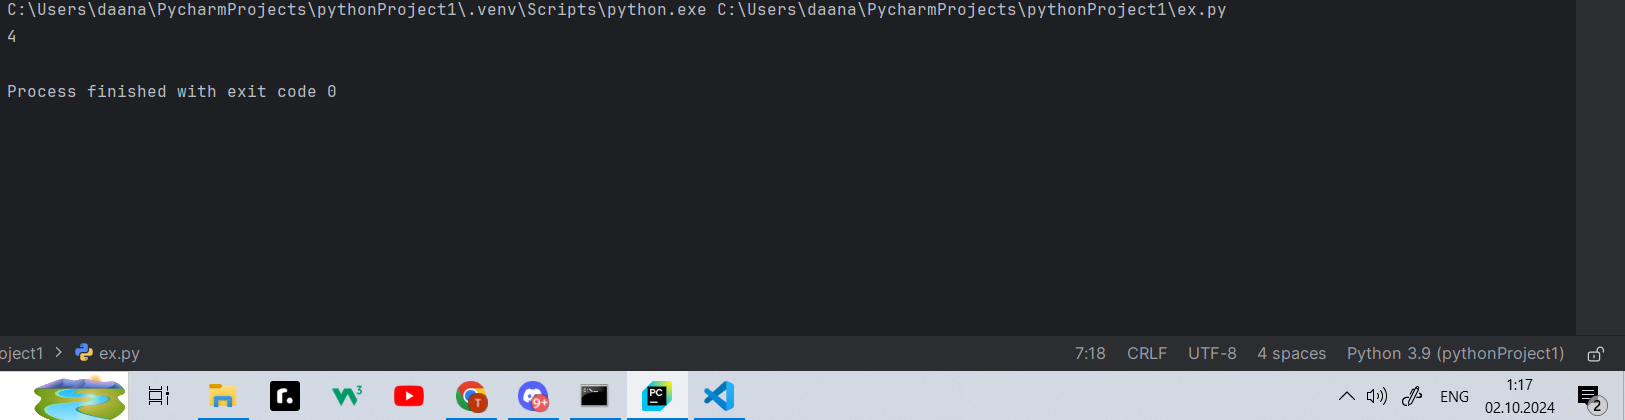 C:\Users\daana\PycharmProjects\pythonProject1\.venv\Scripts\python.exe C:\Users\daana\PycharmProjects\pythonProject1\ex.py
4
Process finished with exit code 0
oject1 > ex.py 7:18 CRLF UTF-8 4 spaces Python 3.9 (pythonProject1)
r. W3 T 9+ C:\. PC ENG 1:17
02.10.2024 2